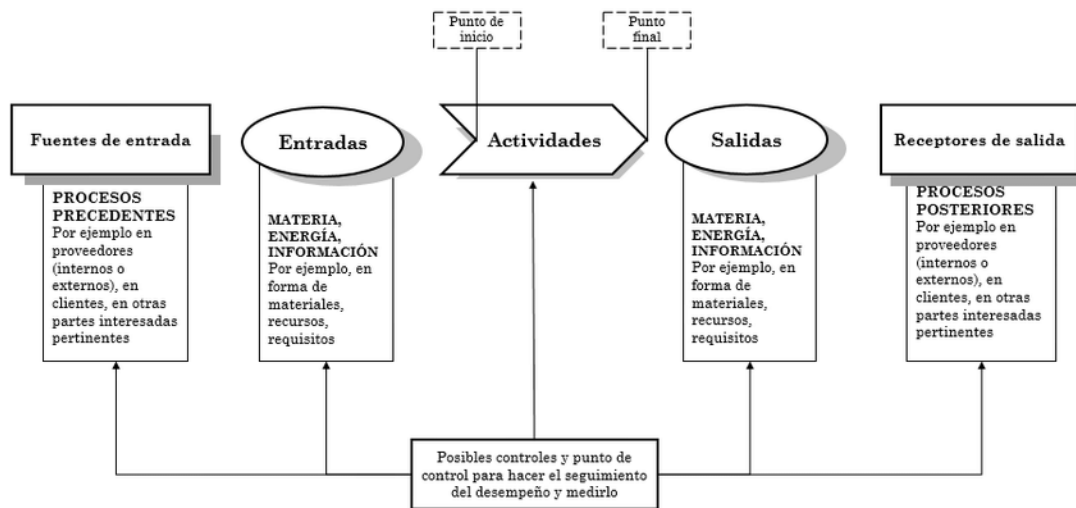 Punto de
inicio
Punto
final
Fuentes de entrada
Entradas
Actividades
Salidas
Receptores de salida
PROCESOS
PRECEDENTES
Por ejemplo en
proveedores
(internos o
externos), en
clientes, en otras
partes interesadas
pertinentes
MATERIA,
ENERGÍA,
INFORMACIÓN
Por ejemplo, en
forma de
materiales,
recursos,
requisitos
MATERIA,
ENERGÍA,
INFORMACIÓN
Por ejemplo, en
forma de
materiales,
recursos,
requisitos
PROCESOS
POSTERIORES
Por ejemplo en
proveedores
(internos o
externos), en
clientes, en otras
partes interesadas
pertinentes
Posibles controles y punto de
control para hacer el seguimiento
del desempeño y medirlo